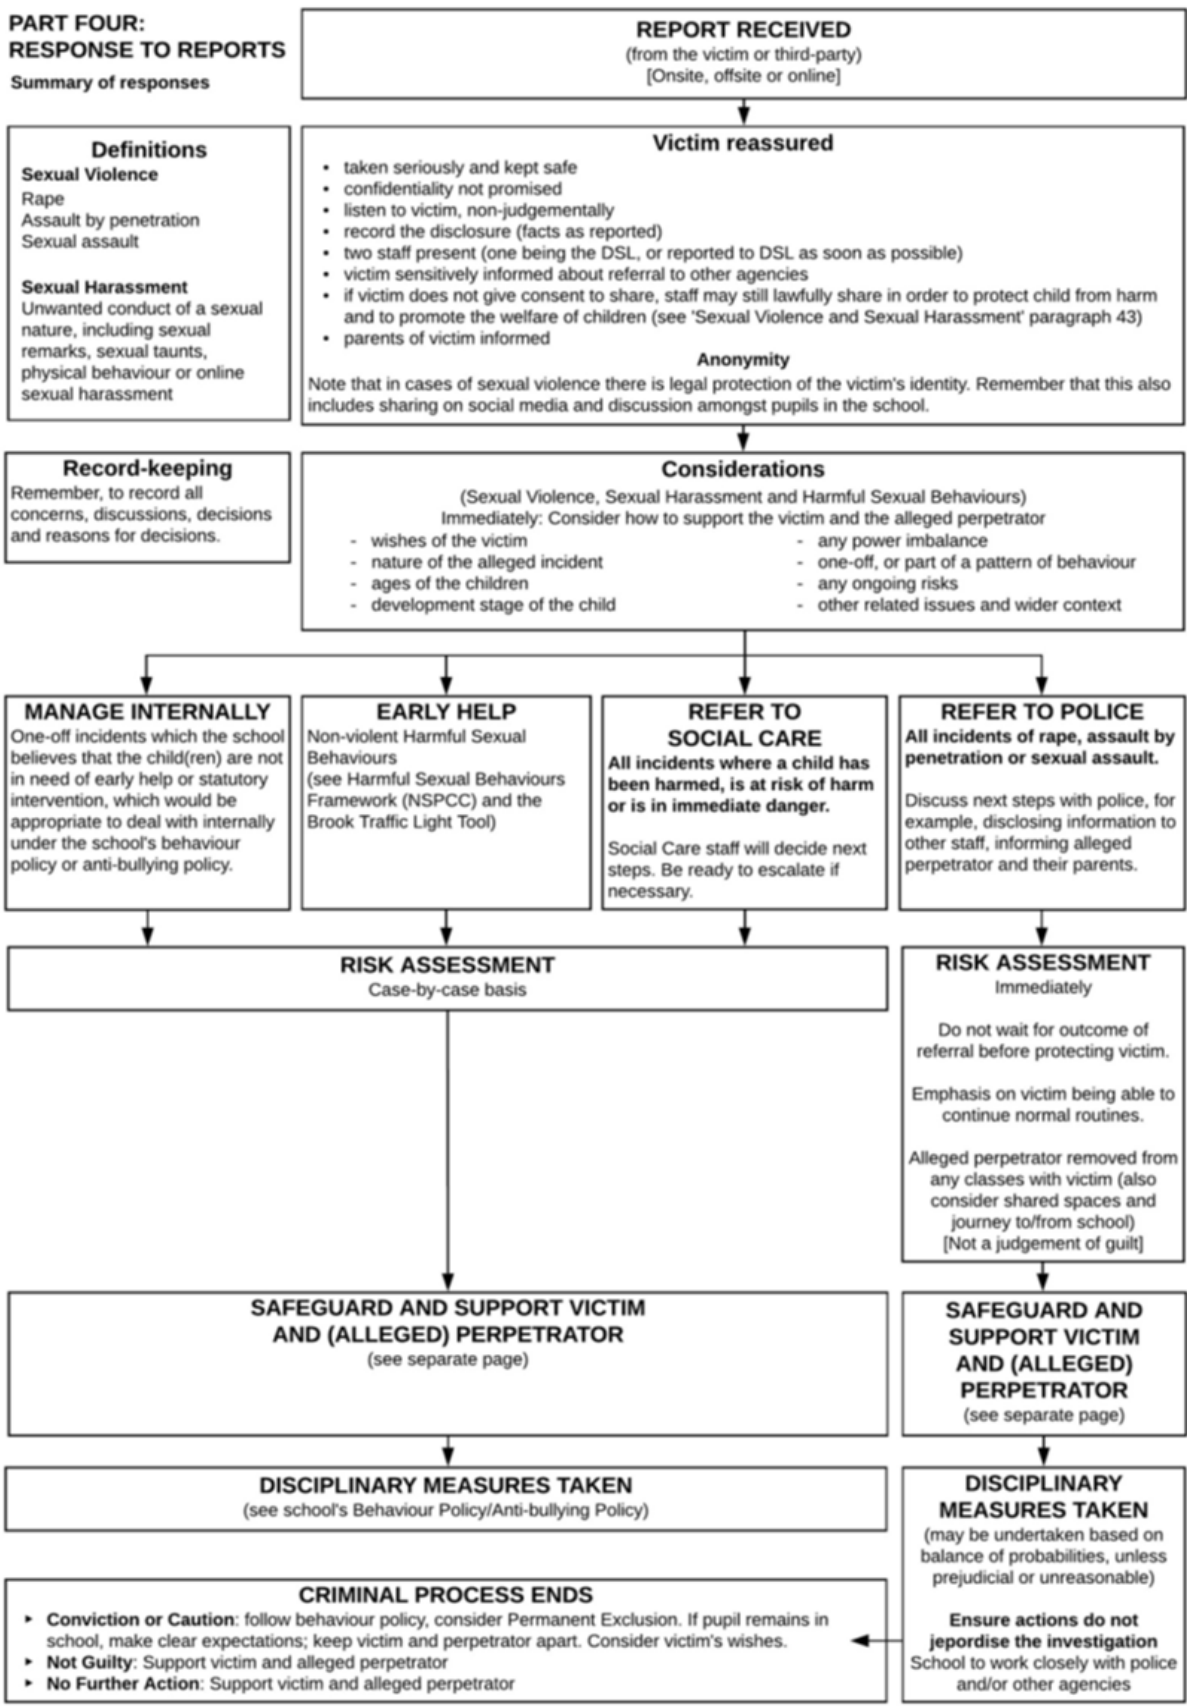 PART FOUR:
RESPONSE TO REPORTS
Summary of responses
REPORT RECEIVED
(from the victim or third-party)
[Onsite, offsite or online]
Definitions
Sexual Violence
Rape
Assault by penetration
Sexual assault
Sexual Harassment
Unwanted conduct of a sexual
nature, including sexual
remarks, sexual taunts,
physical behaviour or online
sexual harassment
Victim reassured
• taken seriously and kept safe
• confidentiality not promised
• listen to victim, non-judgementally
• record the disclosure (facts as reported)
• two staff present (one being the DSL, or reported to DSL as soon as possible)
• victim sensitively informed about referral to other agencies
• if victim does not give consent to share, staff may still lawfully share in order to protect child from harm
and to promote the welfare of children (see 'Sexual Violence and Sexual Harassment' paragraph 43)
• parents of victim informed
Anonymity
Note that in cases of sexual violence there is legal protection of the victim's identity. Remember that this also
includes sharing on social media and discussion amongst pupils in the school.
Record-keeping
Remember, to record all
concerns, discussions, decisions
and reasons for decisions.
Considerations
(Sexual Violence, Sexual Harassment and Harmful Sexual Behaviours)
Immediately: Consider how to support the victim and the alleged perpetrator
- wishes of the victim
- nature of the alleged incident
- ages of the children
- development stage of the child
- any power imbalance
- one-off, or part of a pattern of behaviour
- any ongoing risks
- other related issues and wider context
MANAGE INTERNALLY
One-off incidents which the school
believes that the child(ren) are not
in need of early help or statutory
intervention, which would be
appropriate to deal with internally
under the school's behaviour
policy or anti-bullying policy.
EARLY HELP
Non-violent Harmful Sexual
Behaviours
(see Harmful Sexual Behaviours
Framework (NSPCC) and the
Brook Traffic Light Tool)
REFER TO
SOCIAL CARE
All incidents where a child has
been harmed, is at risk of harm
or is in immediate danger.
Social Care staff will decide next
steps. Be ready to escalate if
necessary.
REFER TO POLICE
All incidents of rape, assault by
penetration or sexual assault.
Discuss next steps with police, for
example, disclosing information to
other staff, informing alleged
perpetrator and their parents.
RISK ASSESSMENT
Case-by-case basis
RISK ASSESSMENT
Immediately
Do not wait for outcome of
referral before protecting victim.
Emphasis on victim being able to
continue normal routines.
Alleged perpetrator removed from
any classes with victim (also
consider shared spaces and
journey to/from school)
[Not a judgement of guilt]
SAFEGUARD AND SUPPORT VICTIM
AND (ALLEGED) PERPETRATOR
(see separate page)
SAFEGUARD AND
SUPPORT VICTIM
AND (ALLEGED)
PERPETRATOR
(see separate page)
DISCIPLINARY MEASURES TAKEN
(see school's Behaviour Policy/Anti-bullying Policy)
DISCIPLINARY
MEASURES TAKEN
(may be undertaken based on
balance of probabilities, unless
prejudicial or unreasonable)
Ensure actions do not
jepordise the investigation
School to work closely with police
and/or other agencies
CRIMINAL PROCESS ENDS
▸ Conviction or Caution: follow behaviour policy, consider Permanent Exclusion. If pupil remains in
school, make clear expectations; keep victim and perpetrator apart. Consider victim's wishes.
▸ Not Guilty: Support victim and alleged perpetrator
▸ No Further Action: Support victim and alleged perpetrator